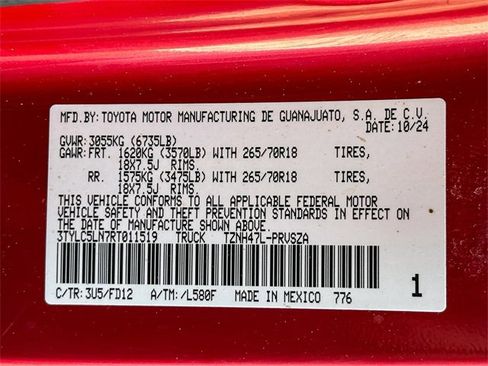 MFD.BY: TOYOTA MOTOR MANUFACTURING DE GUANAJUATO, S.A. DE C.V.
DATE: 10/24
GVWR: 3055KG (6735LB)
GAWR: FRT. 1620KG (3570LB) WITH 265/70R18 TIRES,
18X7.5J RIMS.
RR. 1575KG (3475LB) WITH 265/70R18 TIRES,
18X7.5J RIMS.
THIS VEHICLE CONFORMS TO ALL APPLICABLE FEDERAL MOTOR
VEHICLE SAFETY AND THEFT PREVENTION STANDARDS IN EFFECT ON THE
DATE OF MANUFACTURE SHOWN ABOVE.
3TYLC5LN7RT011519 TRUCK TZNH47L-PRVSZA
C/TR: 3U5/FD12 A/TM: /L580F MADE IN MEXICO 776
1